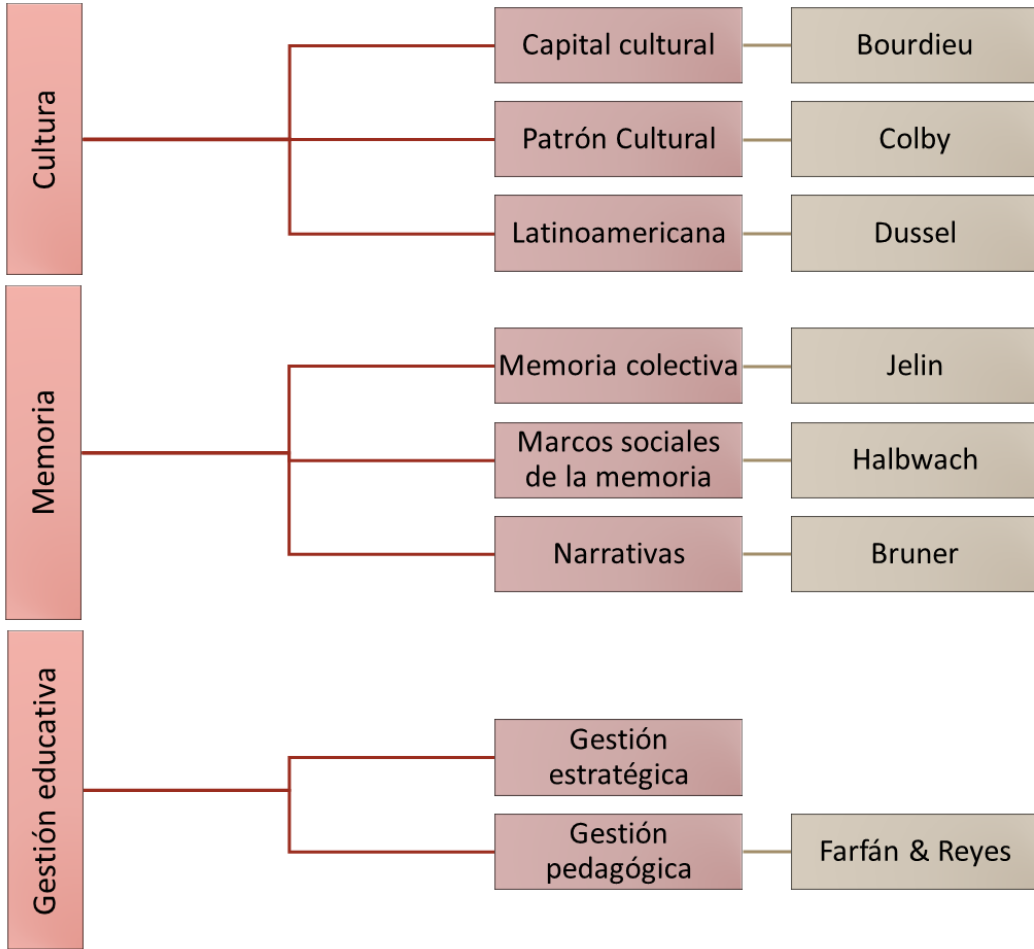 Cultura
Capital cultural
Bourdieu
Patrón Cultural
Colby
Latinoamericana
Dussel
Memoria
Memoria colectiva
Jelin
Marcos sociales
de la memoria
Halbwach
Narrativas
Bruner
Gestión educativa
Gestión
estratégica
Gestión
pedagógica
Farfán & Reyes